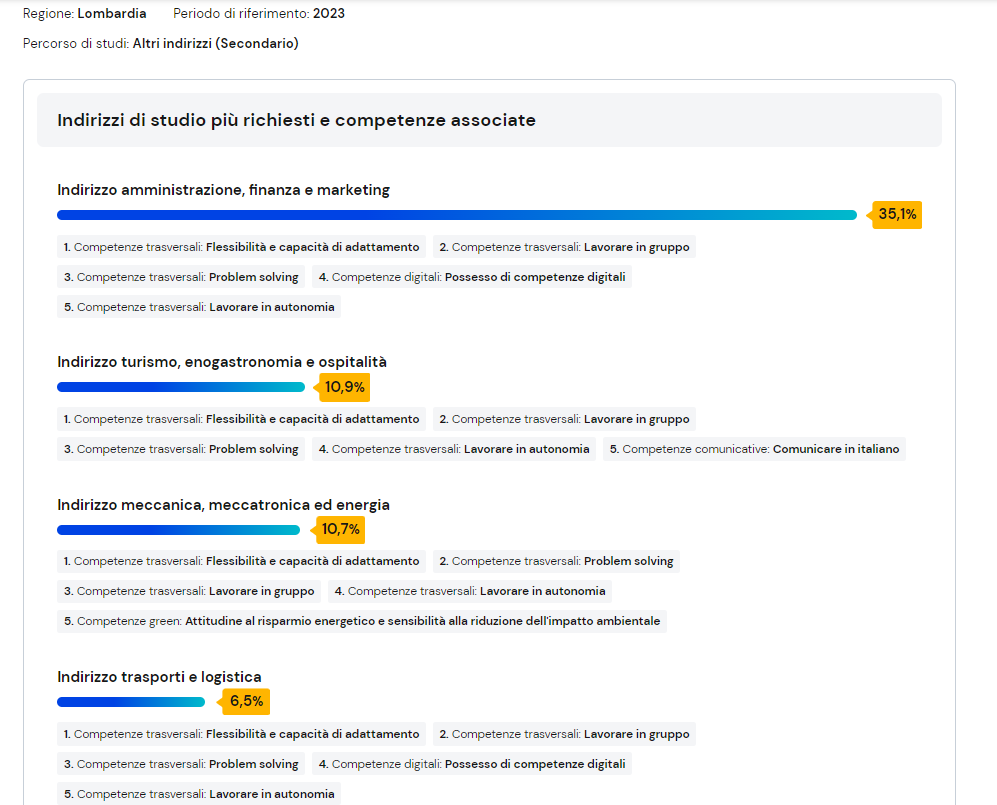 Regione: Lombardia Periodo di riferimento: 2023
Percorso di studi: Altri indirizzi (Secondario)
Indirizzi di studio più richiesti e competenze associate
Indirizzo amministrazione, finanza e marketing
35,1%
1. Competenze trasversali: Flessibilità e capacità di adattamento 2. Competenze trasversali: Lavorare in gruppo
3. Competenze trasversali: Problem solving 4. Competenze digitali: Possesso di competenze digitali
5. Competenze trasversali: Lavorare in autonomia
Indirizzo turismo, enogastronomia e ospitalità
10,9%
1. Competenze trasversali: Flessibilità e capacità di adattamento 2. Competenze trasversali: Lavorare in gruppo
3. Competenze trasversali: Problem solving 4. Competenze trasversali: Lavorare in autonomia 5. Competenze comunicative: Comunicare in italiano
Indirizzo meccanica, meccatronica ed energia
10,7%
1. Competenze trasversali: Flessibilità e capacità di adattamento 2. Competenze trasversali: Problem solving
3. Competenze trasversali: Lavorare in gruppo 4. Competenze trasversali: Lavorare in autonomia
5. Competenze green: Attitudine al risparmio energetico e sensibilità alla riduzione dell'impatto ambientale
Indirizzo trasporti e logistica
6,5%
1. Competenze trasversali: Flessibilità e capacità di adattamento 2. Competenze trasversali: Lavorare in gruppo
3. Competenze trasversali: Problem solving 4. Competenze digitali: Possesso di competenze digitali
5. Competenze trasversali: Lavorare in autonomia